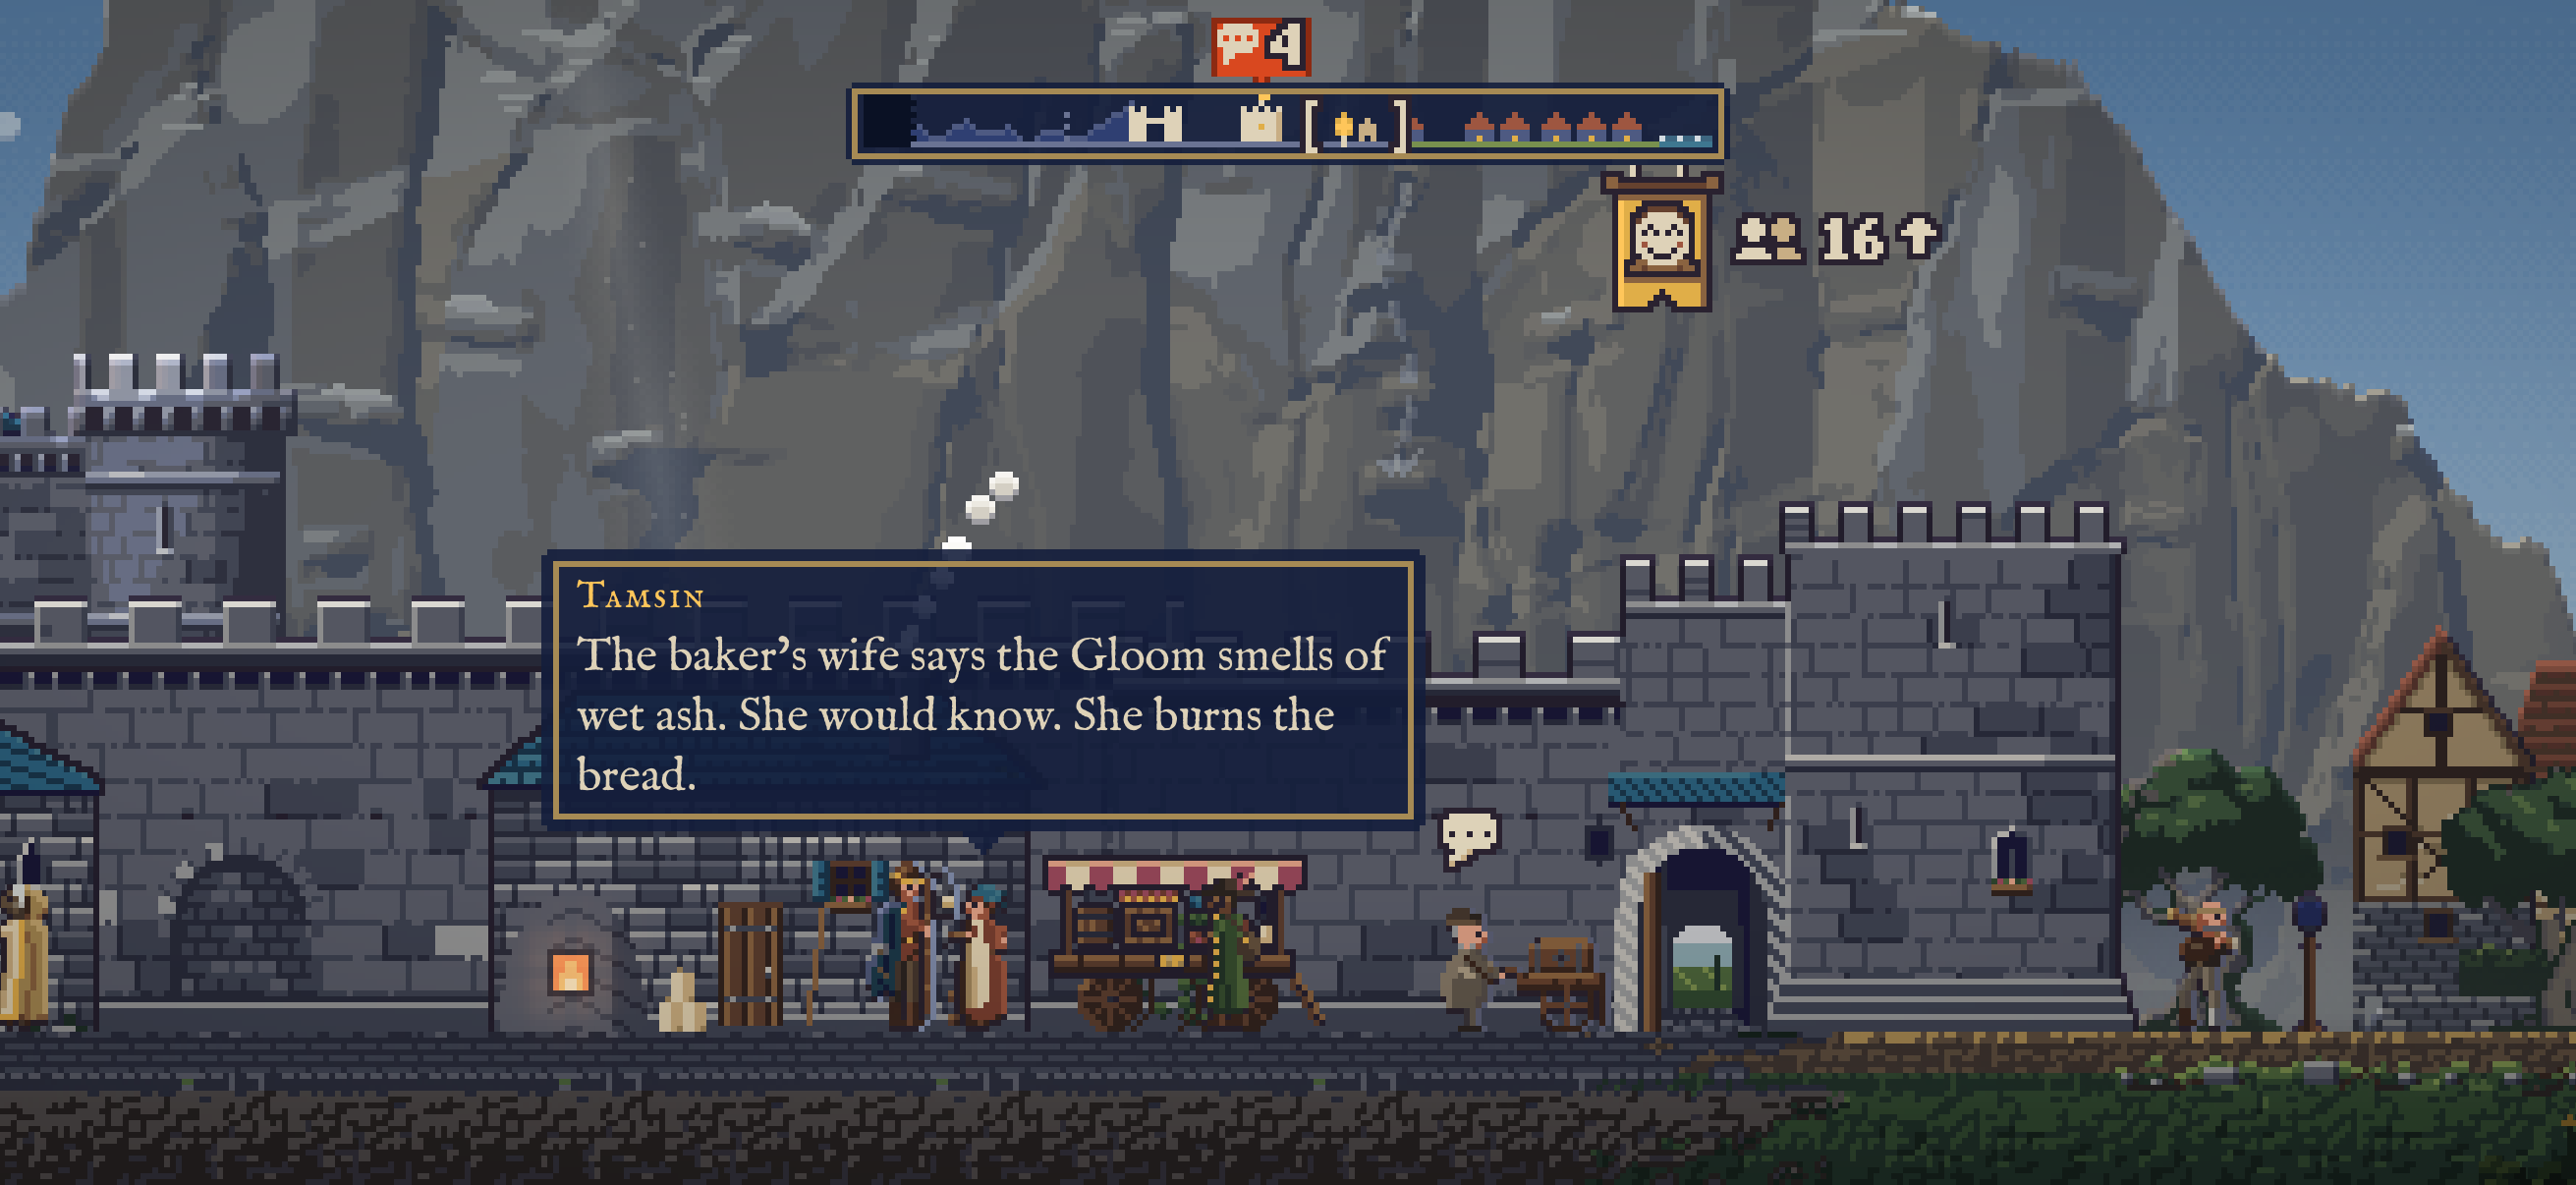 4
16
Tamsin
The baker's wife says the Gloom smells of
wet ash. She would know. She burns the
bread.